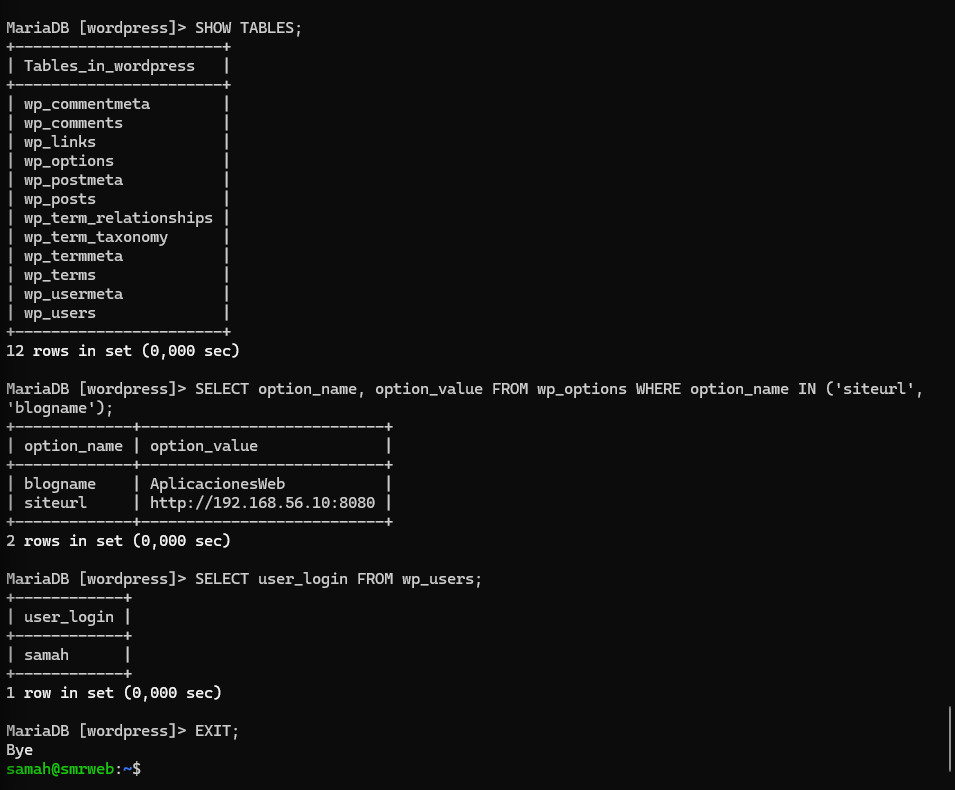 MariaDB [wordpress]> SHOW TABLES;
+-----------------------+
| Tables_in_wordpress   |
+-----------------------+
| wp_commentmeta        |
| wp_comments           |
| wp_links              |
| wp_options            |
| wp_postmeta           |
| wp_posts              |
| wp_term_relationships |
| wp_term_taxonomy      |
| wp_termmeta           |
| wp_terms              |
| wp_usermeta           |
| wp_users              |
+-----------------------+
12 rows in set (0,000 sec)
MariaDB [wordpress]> SELECT option_name, option_value FROM wp_options WHERE option_name IN ('siteurl',
'blogname');
+-------------+--------------------------+
| option_name | option_value             |
+-------------+--------------------------+
| blogname    | AplicacionesWeb          |
| siteurl     | http://192.168.56.10:8080 |
+-------------+--------------------------+
2 rows in set (0,000 sec)
MariaDB [wordpress]> SELECT user_login FROM wp_users;
+------------+
| user_login |
+------------+
| samah      |
+------------+
1 row in set (0,000 sec)
MariaDB [wordpress]> EXIT;
Bye
samah@smrweb:~$